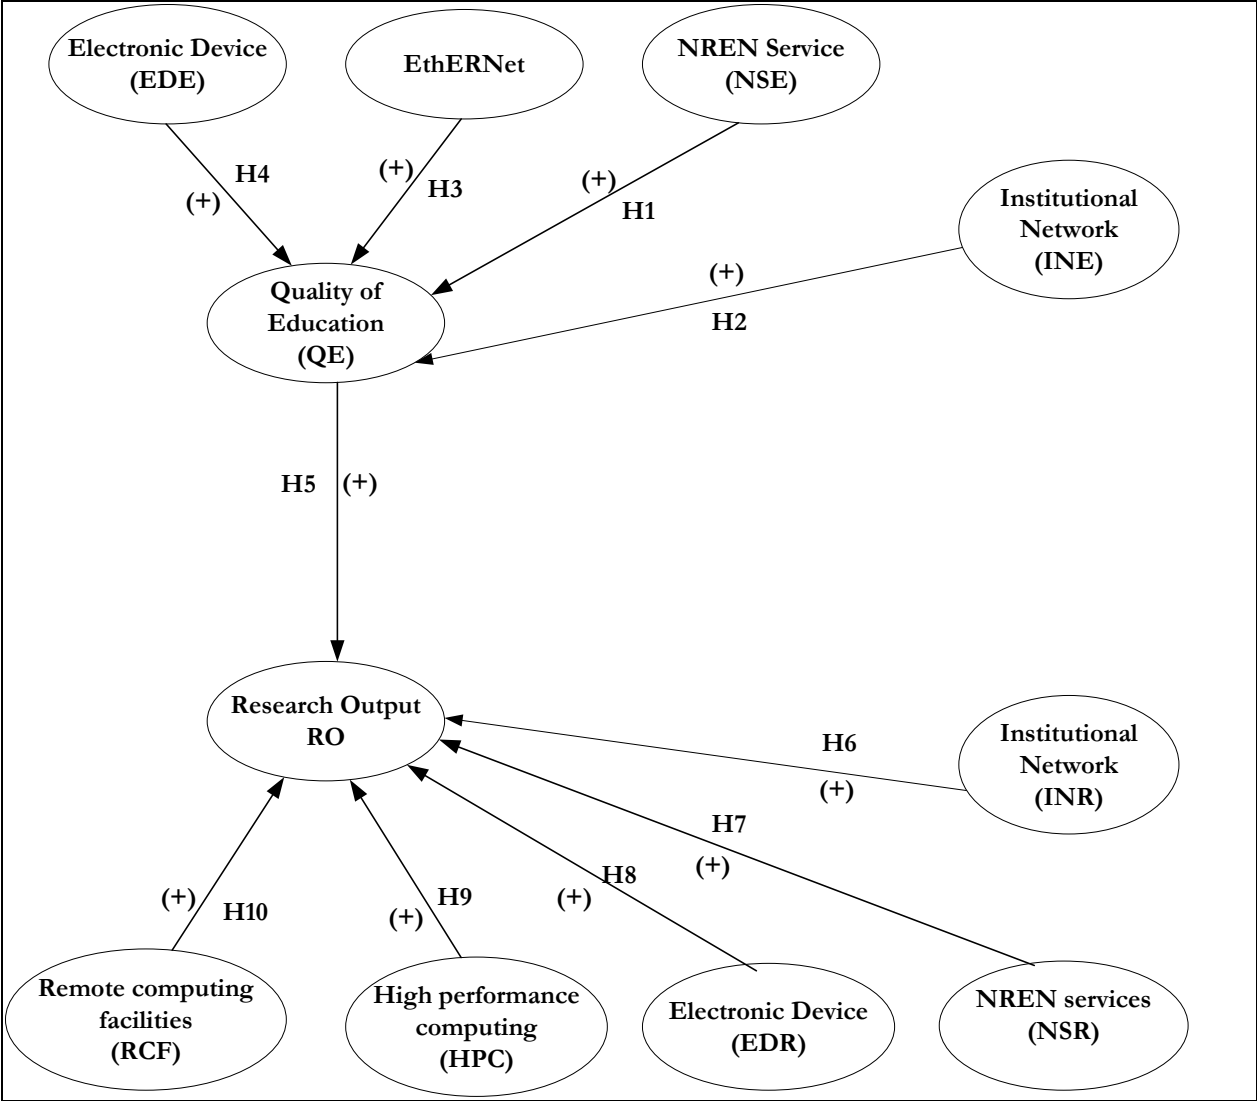 Electronic Device
(EDE)
EthERNet
NREN Service
(NSE)
H4
(+)
(+)
H3
(+)
H1
Institutional
Network
(INE)
(+)
H2
Quality of
Education
(QE)
H5
(+)
Research Output
RO
H6
(+)
Institutional
Network
(INR)
H7
(+)
H8
(+)
H9
(+)
(+)
H10
Remote computing
facilities
(RCF)
High performance
computing
(HPC)
Electronic Device
(EDR)
NREN services
(NSR)